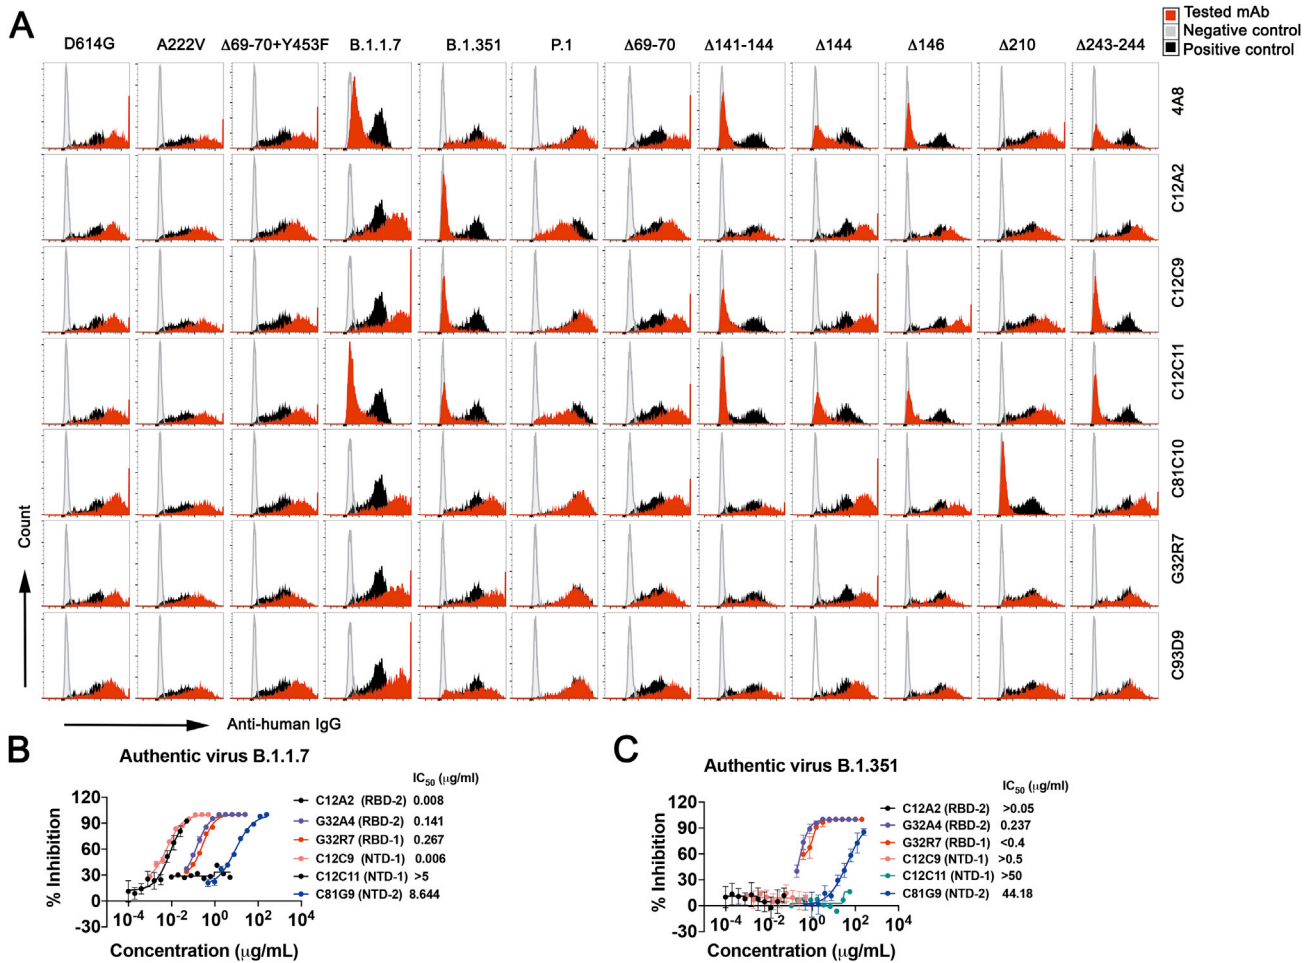 A
Tested mAb
Negative control
Positive control
D614G A222V Δ69-70+Y453F B.1.1.7 B.1.351 P.1 Δ69-70 Δ141-144 Δ144 Δ146 Δ210 Δ243-244
4A8
C12A2
C12C9
C12C11
C81C10
G32R7
C93D9
Count
Anti-human IgG
B
Authentic virus B.1.1.7
IC50 (μg/ml)
C12A2 (RBD-2) 0.008
G32A4 (RBD-2) 0.141
G32R7 (RBD-1) 0.267
C12C9 (NTD-1) 0.006
C12C11 (NTD-1) >5
C81G9 (NTD-2) 8.644
% Inhibition
120
90
60
30
0
-30
10-4 10-2 100 102 104
Concentration (μg/mL)
C
Authentic virus B.1.351
IC50 (μg/ml)
C12A2 (RBD-2) >0.05
G32A4 (RBD-2) 0.237
G32R7 (RBD-1) <0.4
C12C9 (NTD-1) >0.5
C12C11 (NTD-1) >50
C81G9 (NTD-2) 44.18
% Inhibition
120
90
60
30
0
-30
10-4 10-2 100 102 104
Concentration (μg/mL)